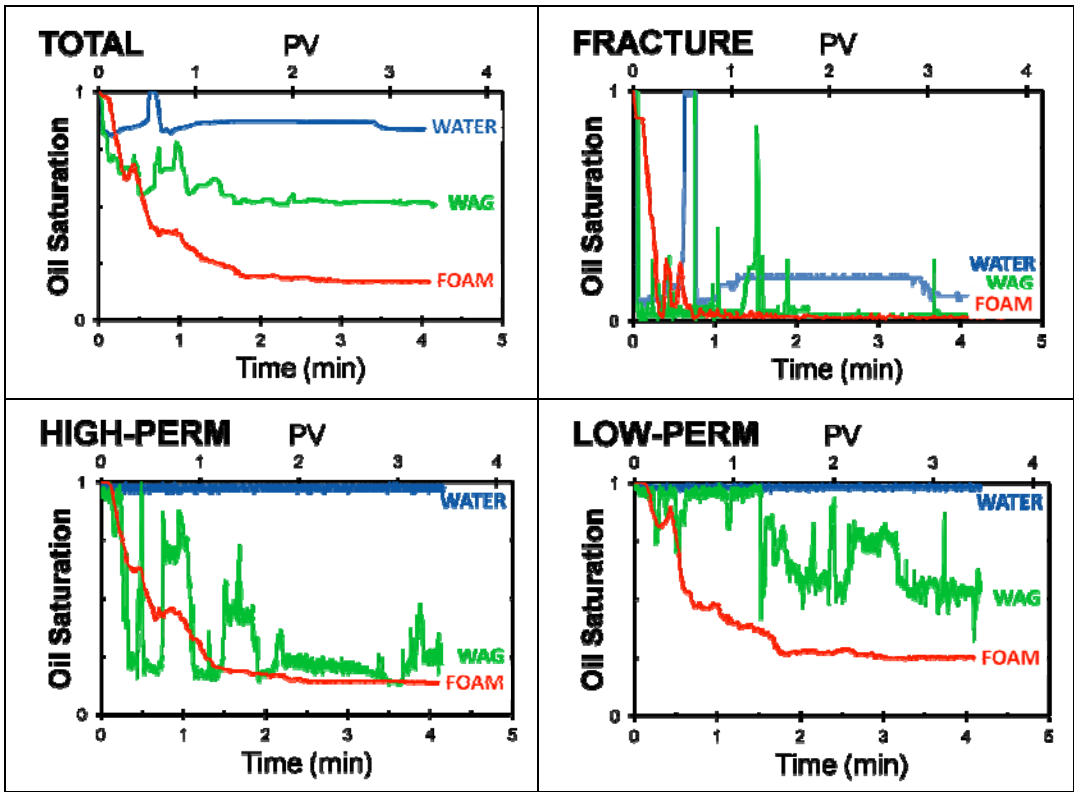 TOTAL PV
0 1 2 3 4
1
Oil Saturation
WATER
WAG
FOAM
0
0 1 2 3 4 5
Time (min)
FRACTURE PV
0 1 2 3 4
1
Oil Saturation
WATER
WAG
FOAM
0
0 1 2 3 4 5
Time (min)
HIGH-PERM PV
0 1 2 3 4
1
Oil Saturation
WATER
WAG
FOAM
0
0 1 2 3 4 5
Time (min)
LOW-PERM PV
0 1 2 3 4
1
Oil Saturation
WATER
WAG
FOAM
0
0 1 2 3 4 5
Time (min)